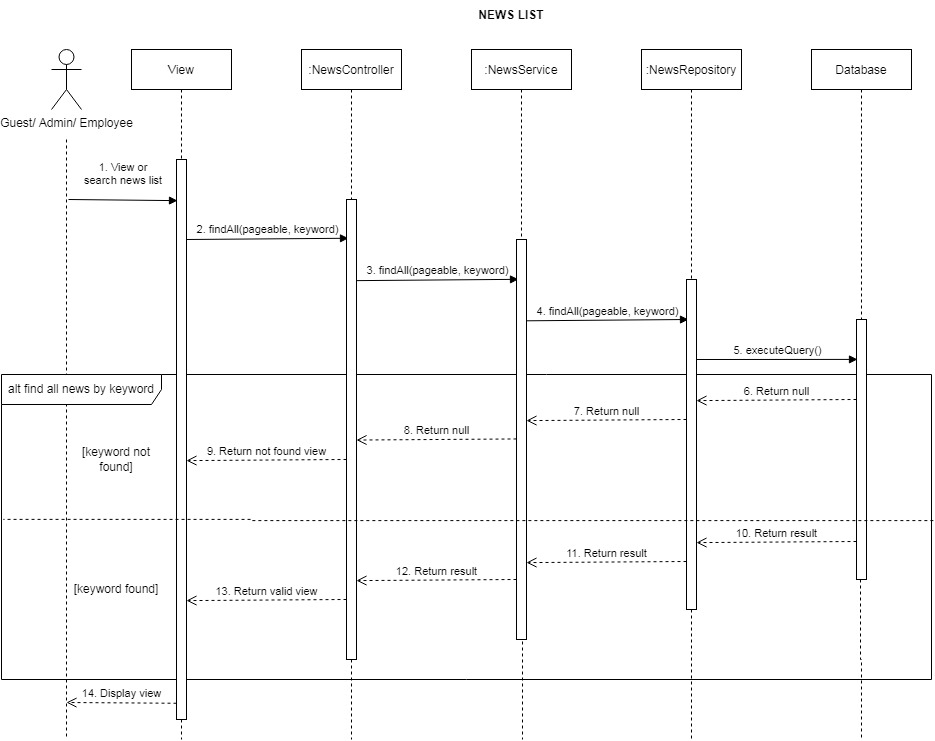 NEWS LIST
View
:NewsController
:NewsService
:NewsRepository
Database
Guest/ Admin/ Employee
1. View or
search news list
2. findAll(pageable, keyword)
3. findAll(pageable, keyword)
4. findAll(pageable, keyword)
5. executeQuery()
alt find all news by keyword
6. Return null
7. Return null
8. Return null
9. Return not found view
[keyword not
found]
10. Return result
11. Return result
12. Return result
13. Return valid view
[keyword found]
14. Display view